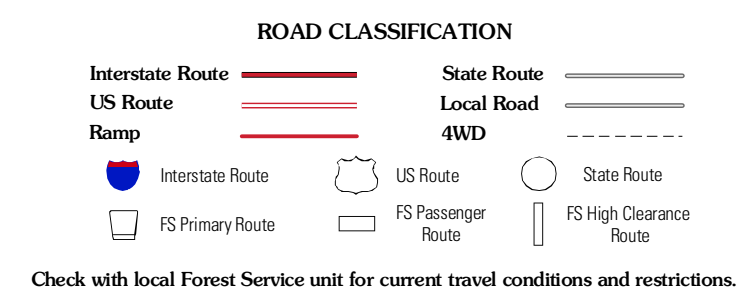 ROAD CLASSIFICATION
Interstate Route
State Route
US Route
Local Road
Ramp
4WD
Interstate Route
US Route
State Route
FS Primary Route
FS Passenger
Route
FS High Clearance
Route
Check with local Forest Service unit for current travel conditions and restrictions.